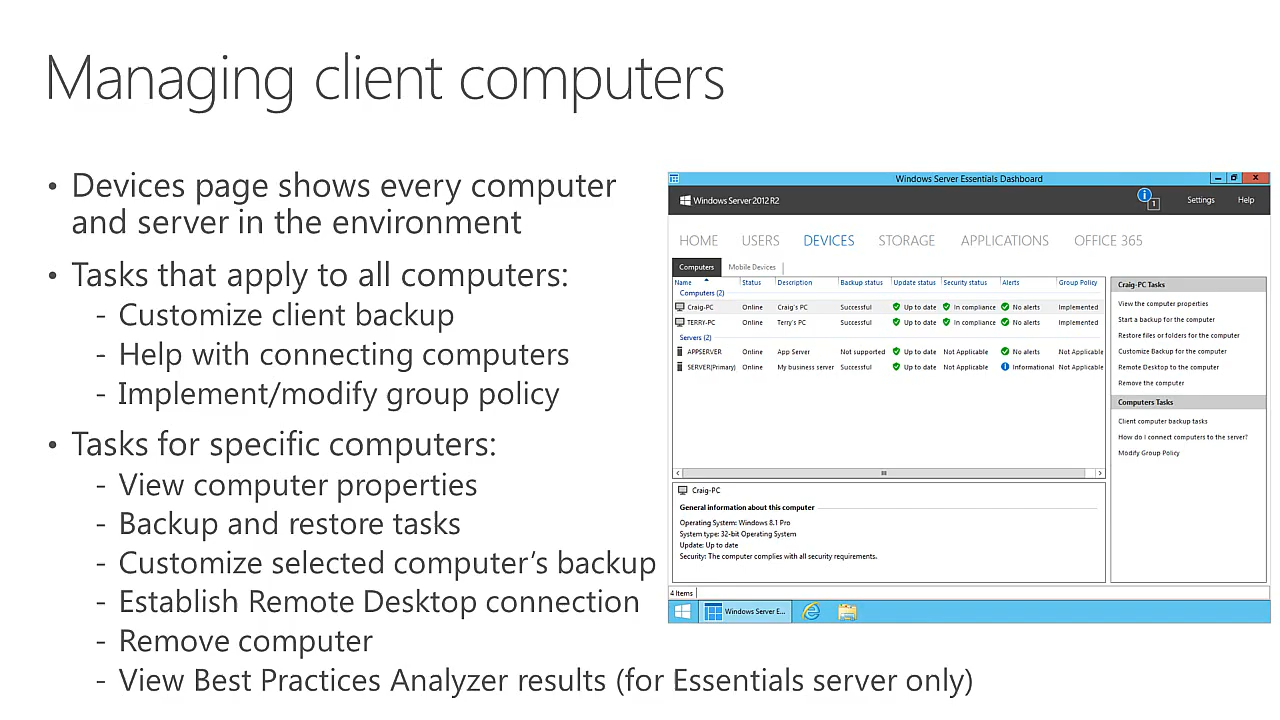 Managing client computers
• Devices page shows every computer
and server in the environment
• Tasks that apply to all computers:
- Customize client backup
- Help with connecting computers
- Implement/modify group policy
• Tasks for specific computers:
- View computer properties
- Backup and restore tasks
- Customize selected computer's backup
- Establish Remote Desktop connection
- Remove computer
- View Best Practices Analyzer results (for Essentials server only)
Windows Server Essentials Dashboard
Windows Server 2012 R2
1
Settings Help
HOME USERS DEVICES STORAGE APPLICATIONS OFFICE 365
Computers Mobile Devices
Name Status Description Backup status Update status Security status Alerts Group Policy
Computers (2)
Craig-PC Online Craig's PC Successful Up to date In compliance No alerts Implemented
TERRY-PC Online Terry's PC Successful Up to date In compliance No alerts Implemented
Servers (2)
APPSERVER Online App Server Not supported Up to date Not Applicable No alerts Not Applicable
SERVER(Primary) Online My business server Successful Up to date Not Applicable Informational Not Applicable
Craig-PC Tasks
View the computer properties
Start a backup for the computer
Restore files or folders for the computer
Customize Backup for the computer
Remote Desktop to the computer
Remove the computer
Computers Tasks
Client computer backup tasks
How do I connect computers to the server?
Modify Group Policy
Craig-PC
General information about this computer
Operating System: Windows 8.1 Pro
System type: 32-bit Operating System
Update: Up to date
Security: The computer complies with all security requirements.
4 Items
Windows Server E...